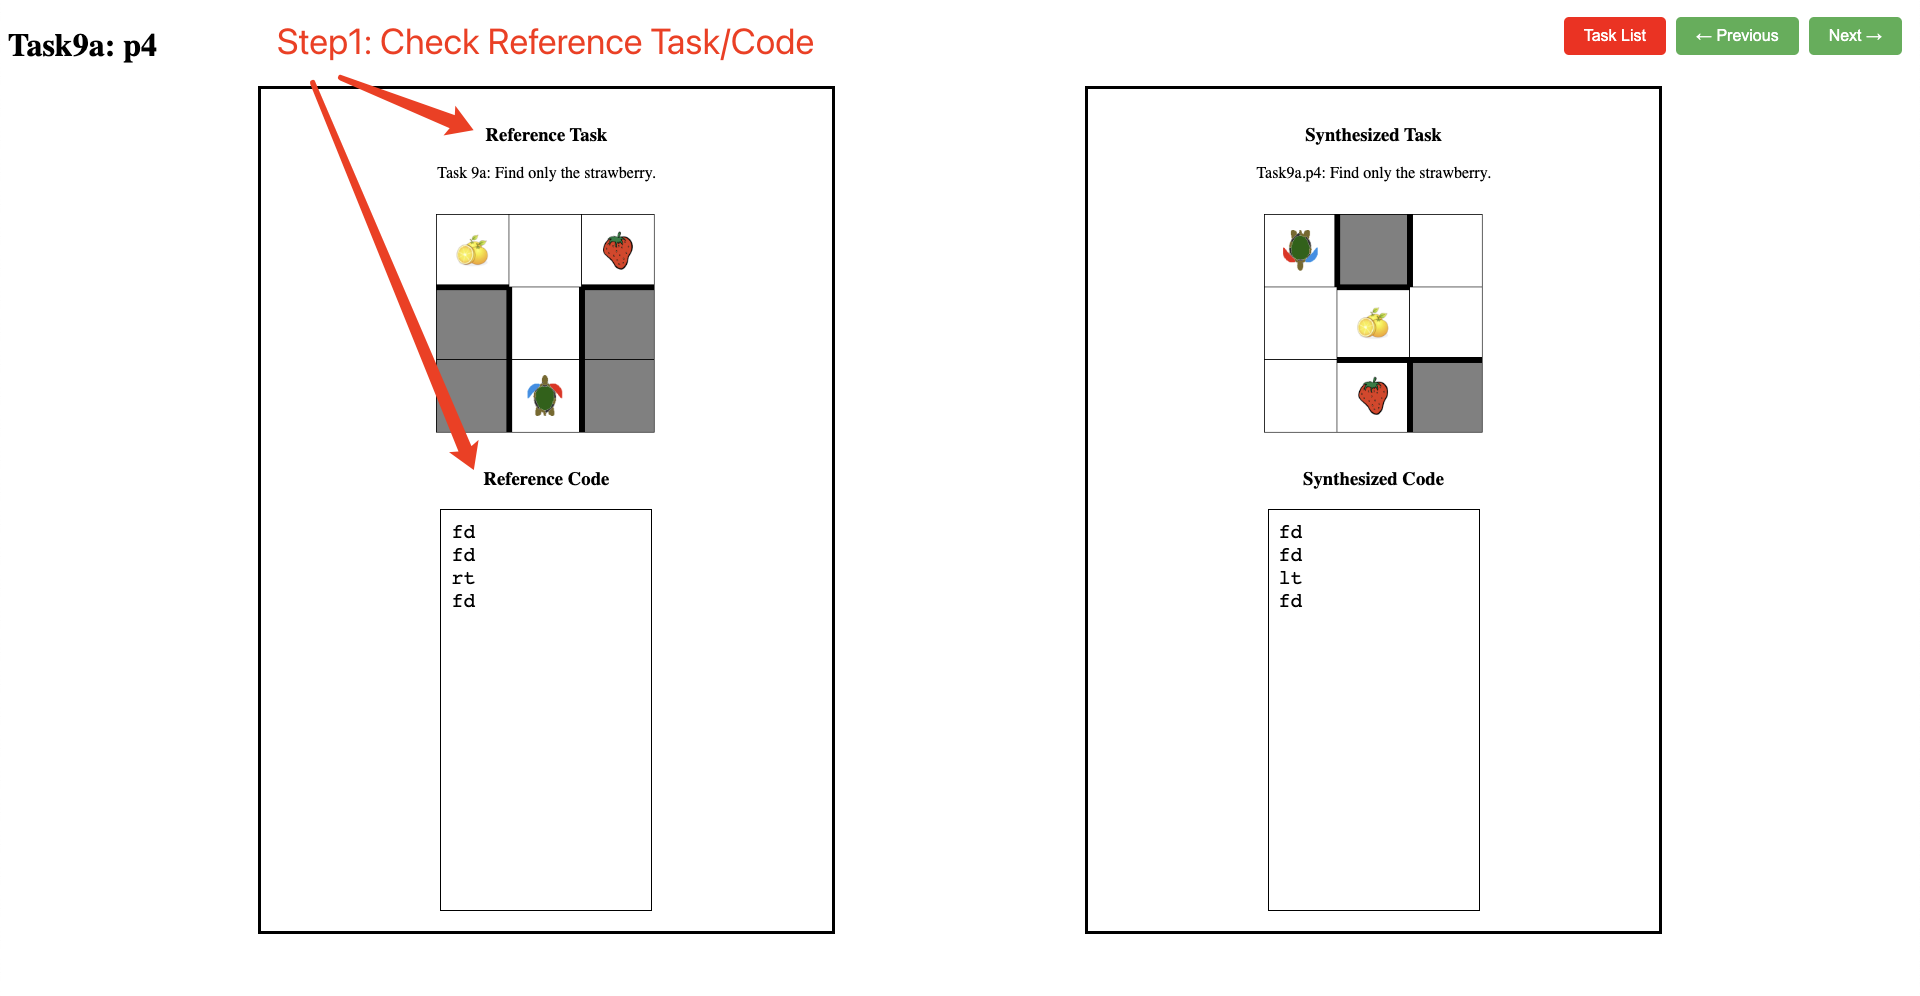 Task9a: p4
Step1: Check Reference Task/Code
Task List
← Previous
Next →
Reference Task
Task 9a: Find only the strawberry.
Reference Code
fd
fd
rt
fd
Synthesized Task
Task9a.p4: Find only the strawberry.
Synthesized Code
fd
fd
lt
fd